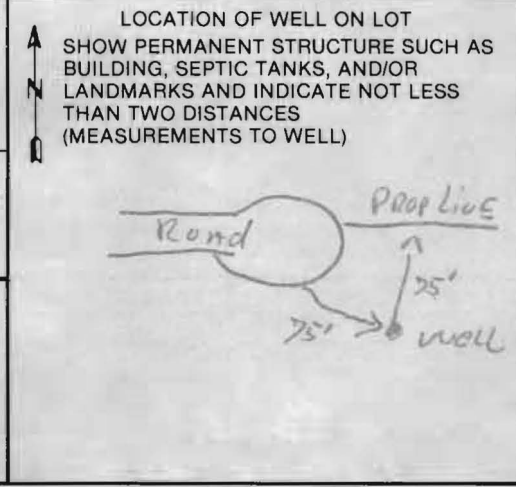 LOCATION OF WELL ON LOT
SHOW PERMANENT STRUCTURE SUCH AS
BUILDING, SEPTIC TANKS, AND/OR
LANDMARKS AND INDICATE NOT LESS
THAN TWO DISTANCES
(MEASUREMENTS TO WELL)
N
Road
Prop Line
75'
75'
well